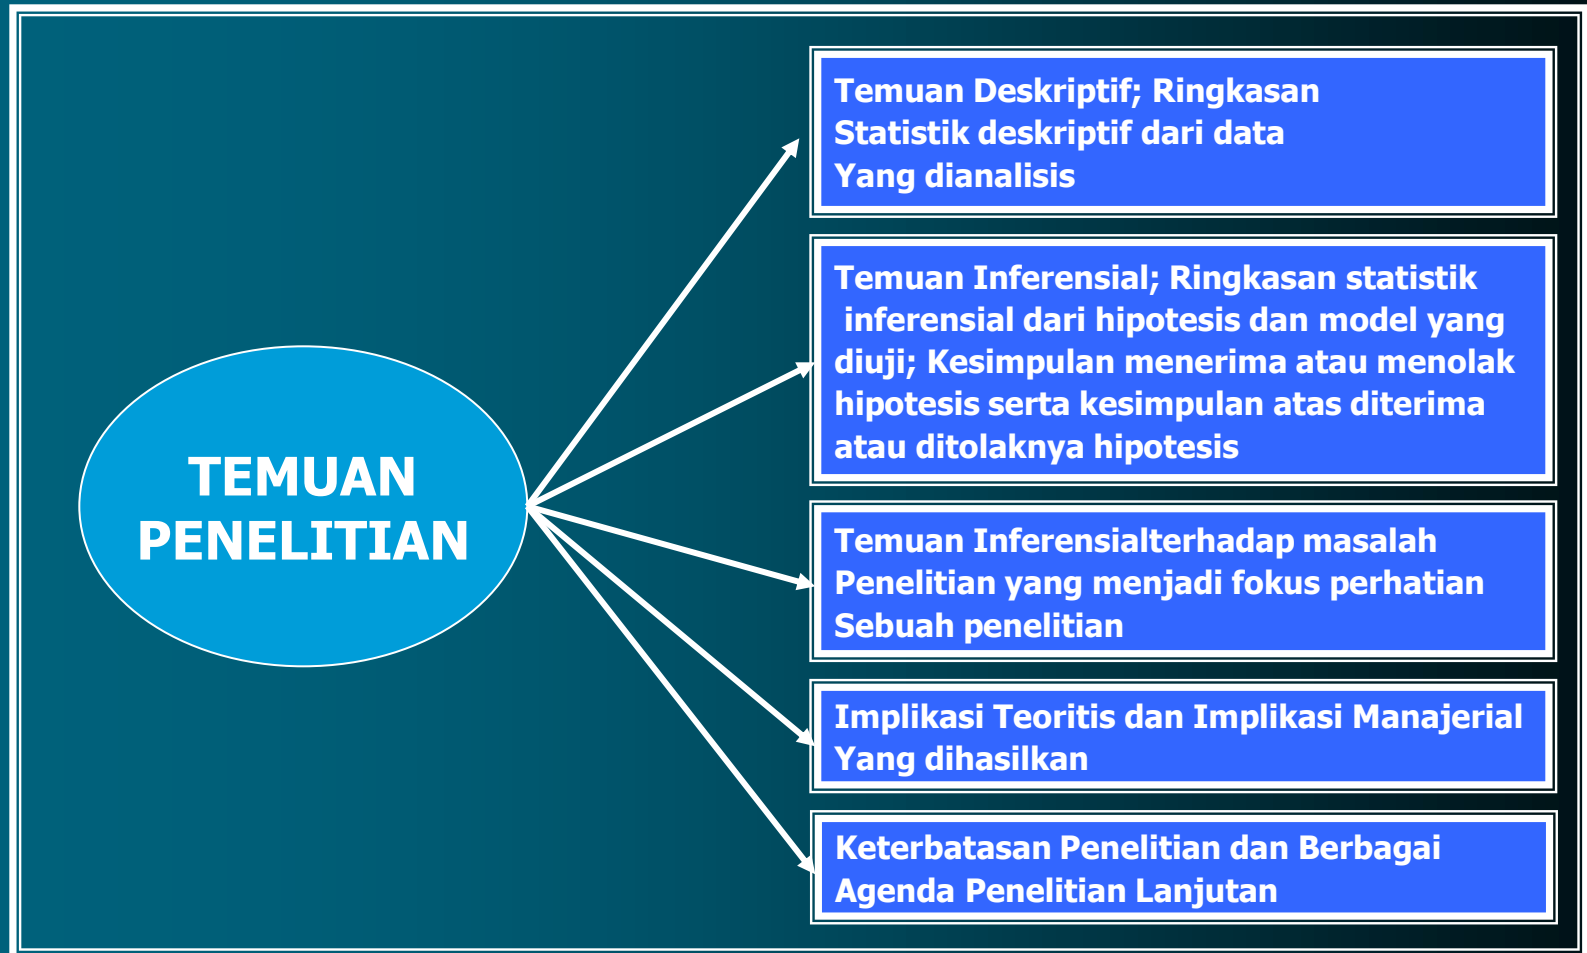 TEMUAN
PENELITIAN
Temuan Deskriptif; Ringkasan
Statistik deskriptif dari data
Yang dianalisis
Temuan Inferensial; Ringkasan statistik
inferensial dari hipotesis dan model yang
diuji; Kesimpulan menerima atau menolak
hipotesis serta kesimpulan atas diterima
atau ditolaknya hipotesis
Temuan Inferensialterhadap masalah
Penelitian yang menjadi fokus perhatian
Sebuah penelitian
Implikasi Teoritis dan Implikasi Manajerial
Yang dihasilkan
Keterbatasan Penelitian dan Berbagai
Agenda Penelitian Lanjutan